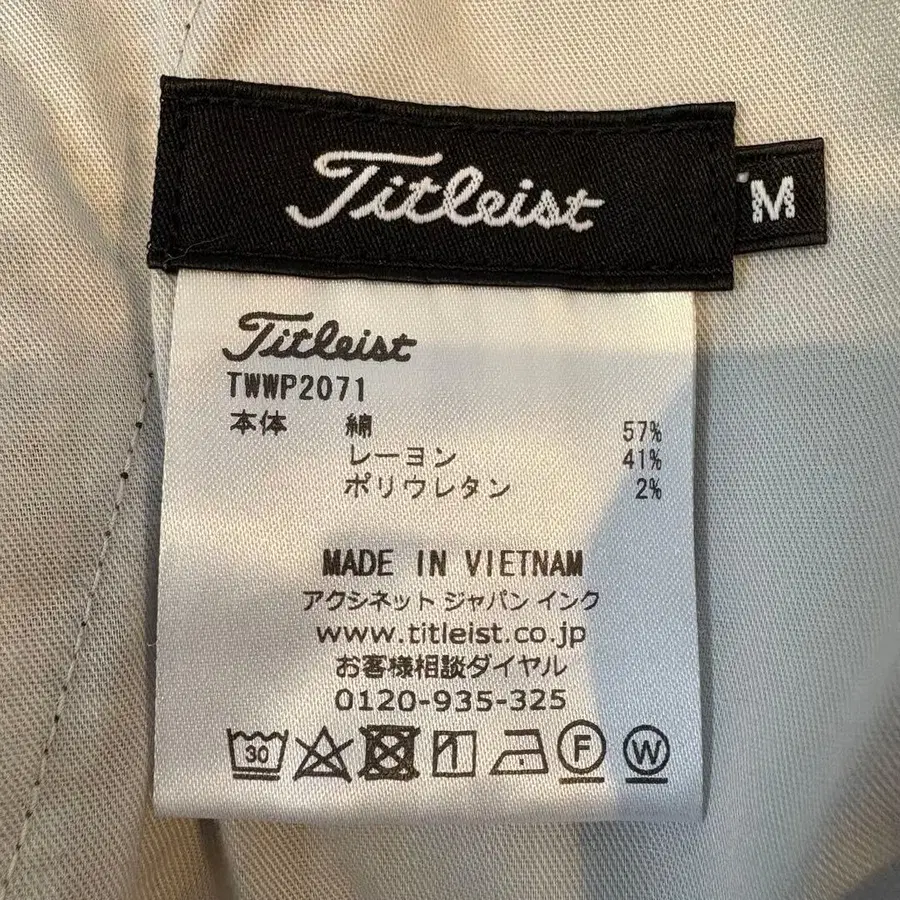 Titleist
M
Titleist
TWWP2071
本体 綿 57%
レーヨン 41%
ポリウレタン 2%
MADE IN VIETNAM
アクシネット ジャパン インク
www.titleist.co.jp
お客様相談ダイヤル
0120-935-325
30 F W